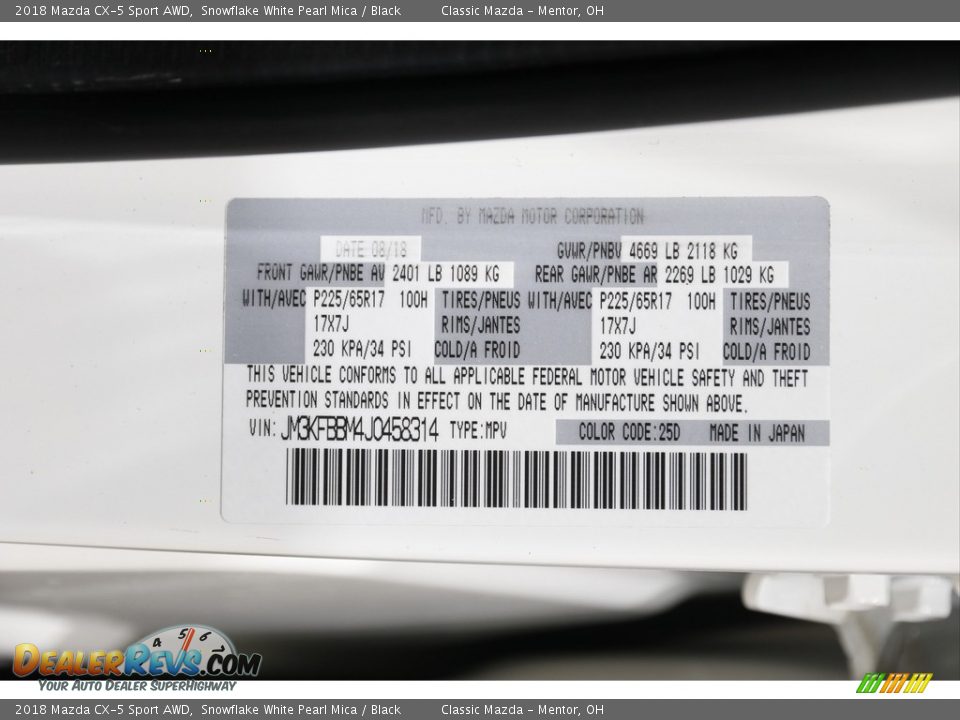 2018 Mazda CX-5 Sport AWD, Snowflake White Pearl Mica / Black Classic Mazda - Mentor, OH
MFD. BY MAZDA MOTOR CORPORATION
DATE 08/18 GVWR/PNBV 4669 LB 2118 KG
FRONT GAWR/PNBE AV 2401 LB 1089 KG REAR GAWR/PNBE AR 2269 LB 1029 KG
WITH/AVEC P225/65R17 100H TIRES/PNEUS WITH/AVEC P225/65R17 100H TIRES/PNEUS
17X7J RIMS/JANTES 17X7J RIMS/JANTES
230 KPA/34 PSI COLD/A FROID 230 KPA/34 PSI COLD/A FROID
THIS VEHICLE CONFORMS TO ALL APPLICABLE FEDERAL MOTOR VEHICLE SAFETY AND THEFT
PREVENTION STANDARDS IN EFFECT ON THE DATE OF MANUFACTURE SHOWN ABOVE.
VIN: JM3KFBBM4J0458314 TYPE:MPV COLOR CODE:25D MADE IN JAPAN
4 5 6 7
DEALERREVS.COM
YOUR AUTO DEALER SUPERHIGHWAY
2018 Mazda CX-5 Sport AWD, Snowflake White Pearl Mica / Black Classic Mazda - Mentor, OH